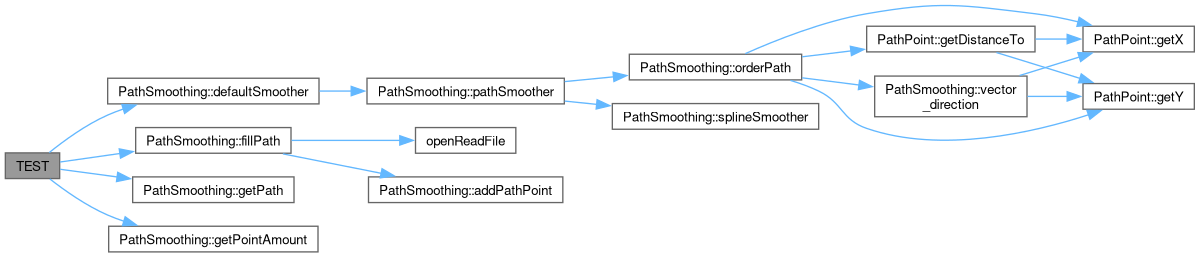 TEST
PathSmoothing::defaultSmoother
PathSmoothing::pathSmoother
PathSmoothing::orderPath
PathPoint::getDistanceTo
PathPoint::getX
PathSmoothing::vector
_direction
PathPoint::getY
PathSmoothing::splineSmoother
PathSmoothing::fillPath
openReadFile
PathSmoothing::addPathPoint
PathSmoothing::getPath
PathSmoothing::getPointAmount